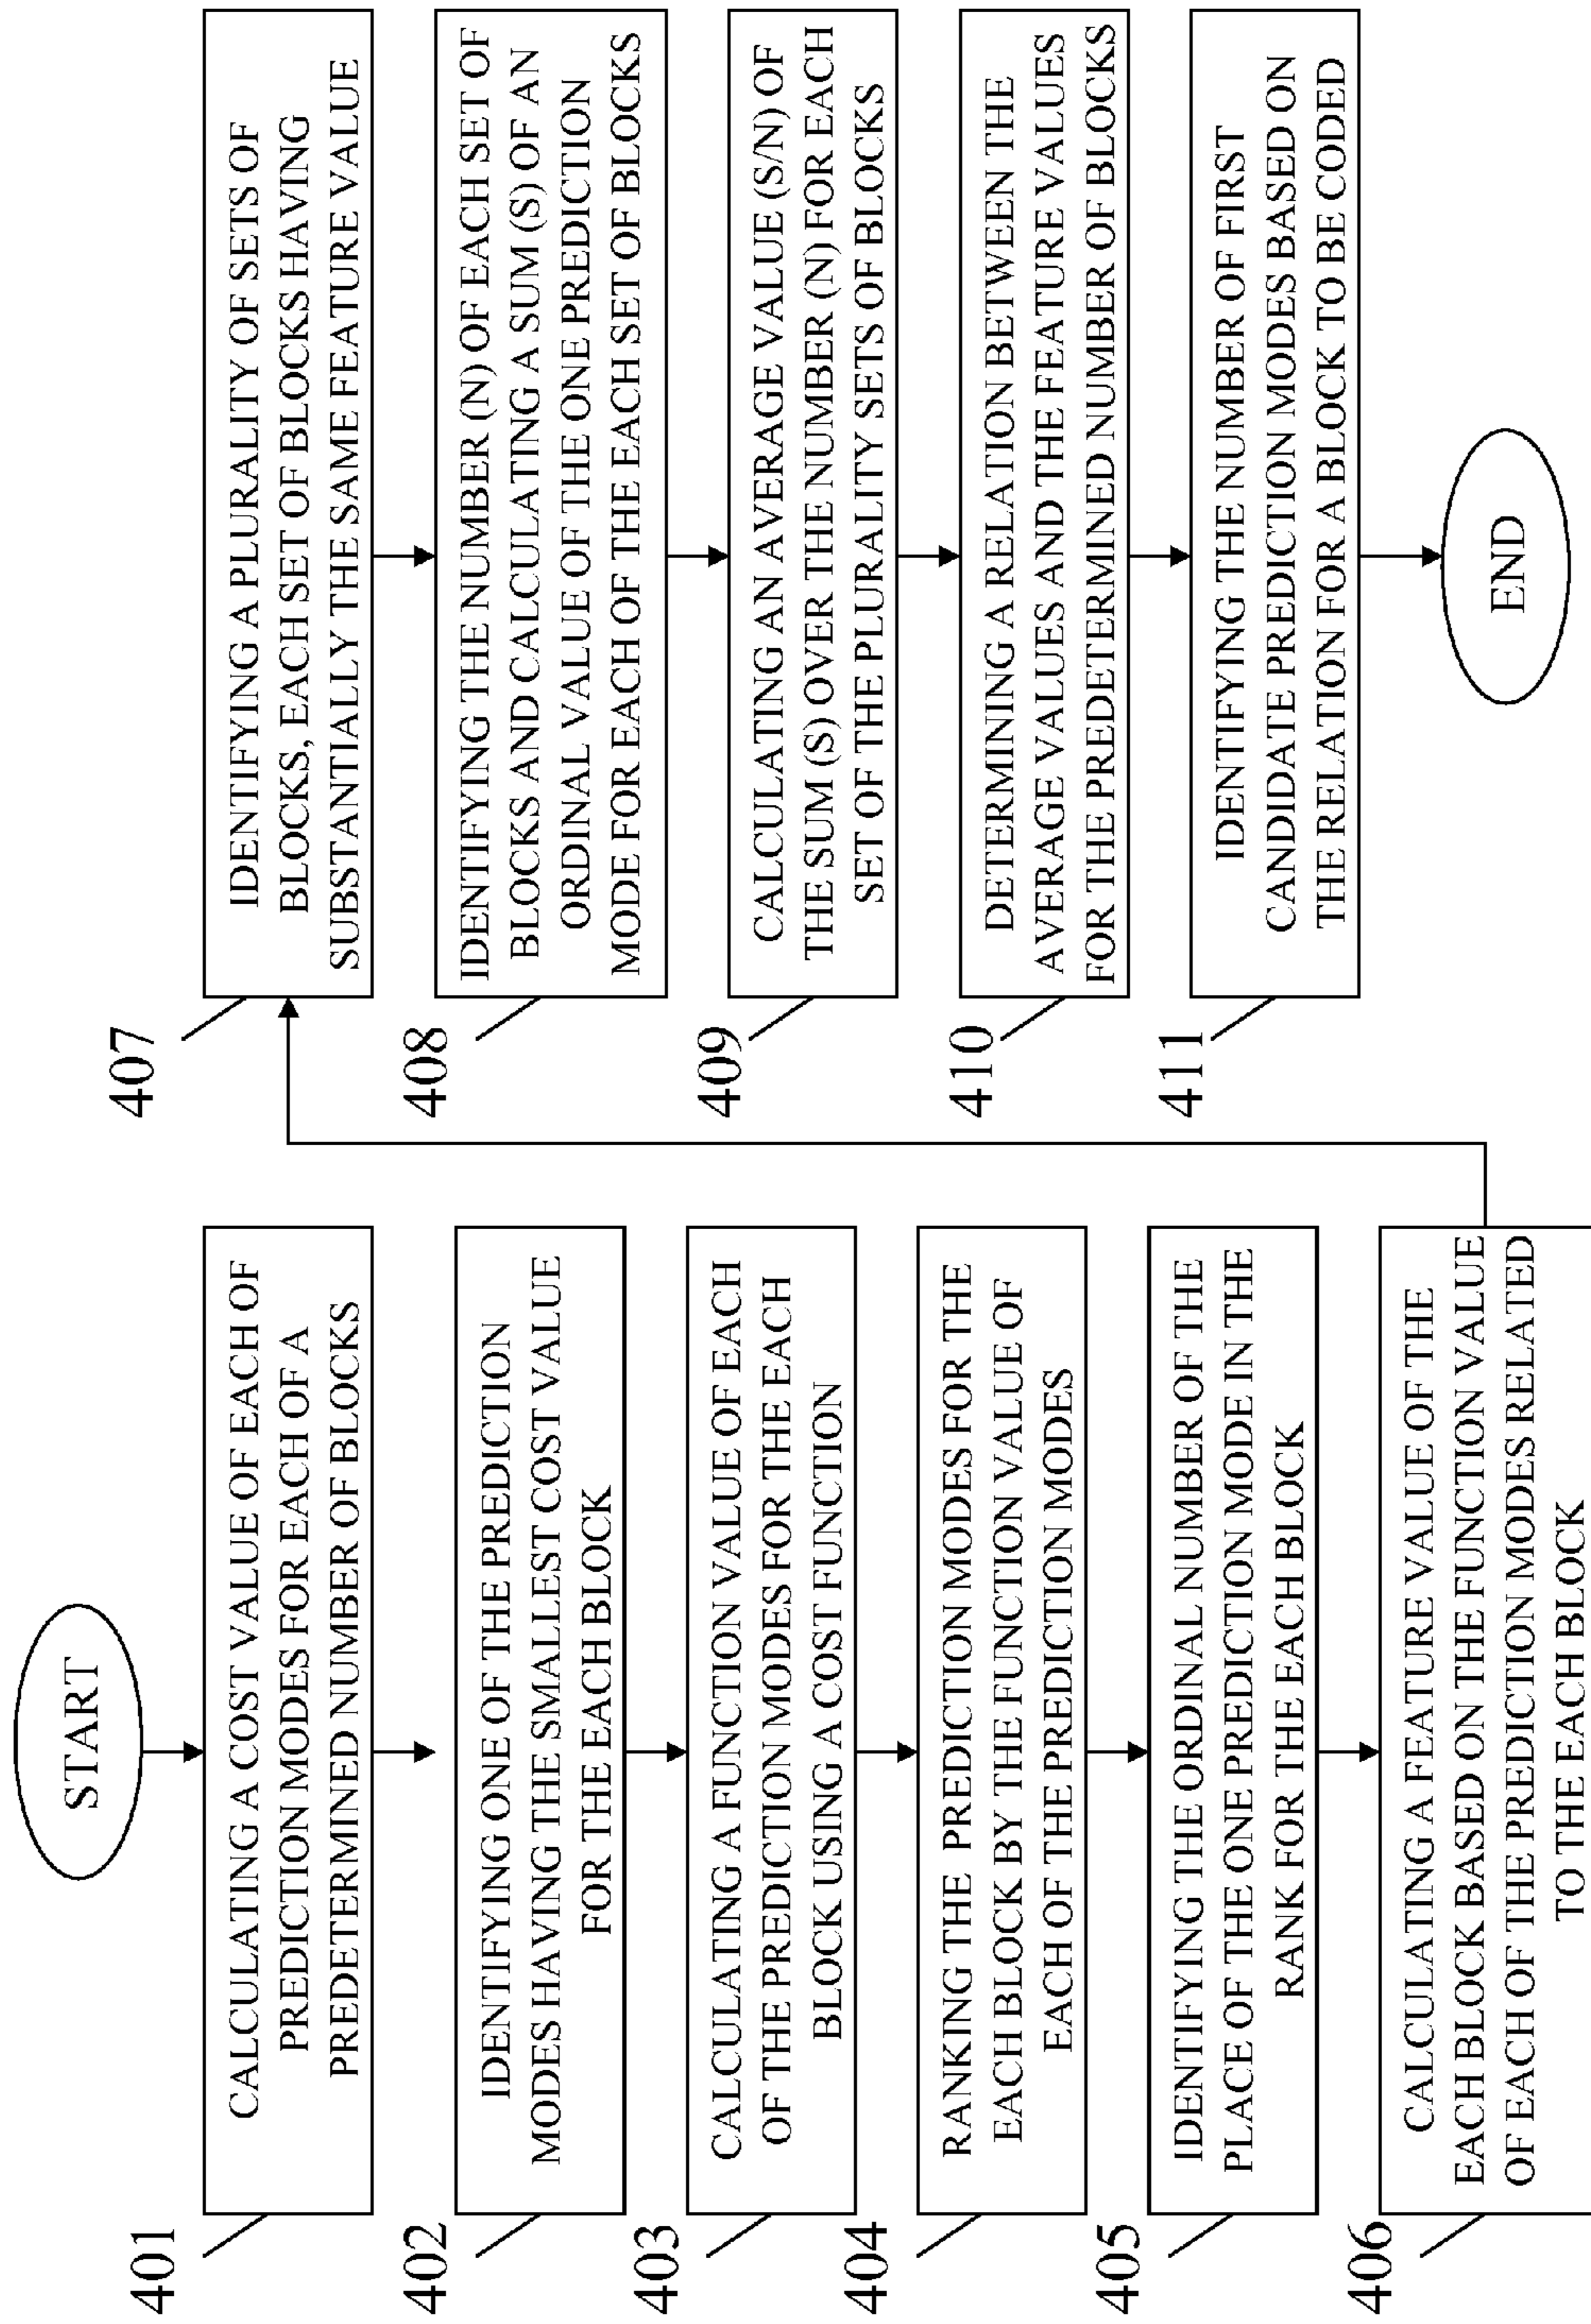 START
401
CALCULATING A COST VALUE OF EACH OF
PREDICTION MODES FOR EACH OF A
PREDETERMINED NUMBER OF BLOCKS
402
IDENTIFYING ONE OF THE PREDICTION
MODES HAVING THE SMALLEST COST VALUE
FOR THE EACH BLOCK
403
CALCULATING A FUNCTION VALUE OF EACH
OF THE PREDICTION MODES FOR THE EACH
BLOCK USING A COST FUNCTION
404
RANKING THE PREDICTION MODES FOR THE
EACH BLOCK BY THE FUNCTION VALUE OF
EACH OF THE PREDICTION MODES
405
IDENTIFYING THE ORDINAL NUMBER OF THE
PLACE OF THE ONE PREDICTION MODE IN THE
RANK FOR THE EACH BLOCK
406
CALCULATING A FEATURE VALUE OF THE
EACH BLOCK BASED ON THE FUNCTION VALUE
OF EACH OF THE PREDICTION MODES RELATED
TO THE EACH BLOCK
407
IDENTIFYING A PLURALITY OF SETS OF
BLOCKS, EACH SET OF BLOCKS HAVING
SUBSTANTIALLY THE SAME FEATURE VALUE
408
IDENTIFYING THE NUMBER (N) OF EACH SET OF
BLOCKS AND CALCULATING A SUM (S) OF AN
ORDINAL VALUE OF THE ONE PREDICTION
MODE FOR EACH OF THE EACH SET OF BLOCKS
409
CALCULATING AN AVERAGE VALUE (S/N) OF
THE SUM (S) OVER THE NUMBER (N) FOR EACH
SET OF THE PLURALITY SETS OF BLOCKS
410
DETERMINING A RELATION BETWEEN THE
AVERAGE VALUES AND THE FEATURE VALUES
FOR THE PREDETERMINED NUMBER OF BLOCKS
411
IDENTIFYING THE NUMBER OF FIRST
CANDIDATE PREDICTION MODES BASED ON
THE RELATION FOR A BLOCK TO BE CODED
END